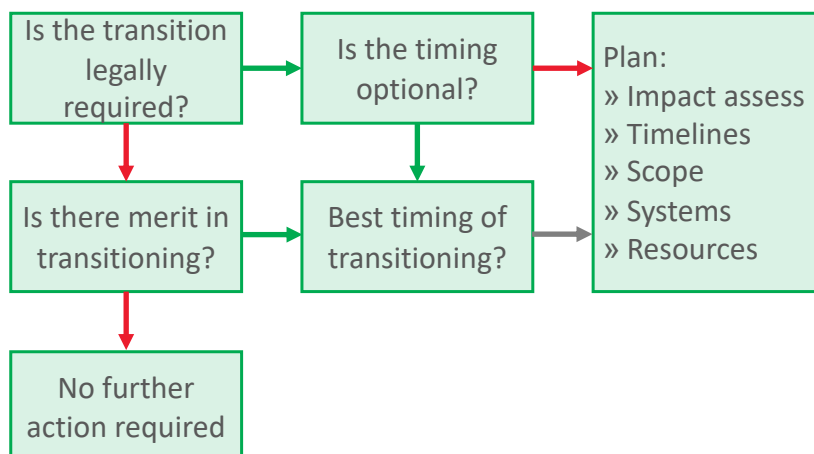 Is the transition
legally
required?
Is the timing
optional?
Plan:
» Impact assess
» Timelines
» Scope
» Systems
» Resources
Is there merit in
transitioning?
Best timing of
transitioning?
No further
action required